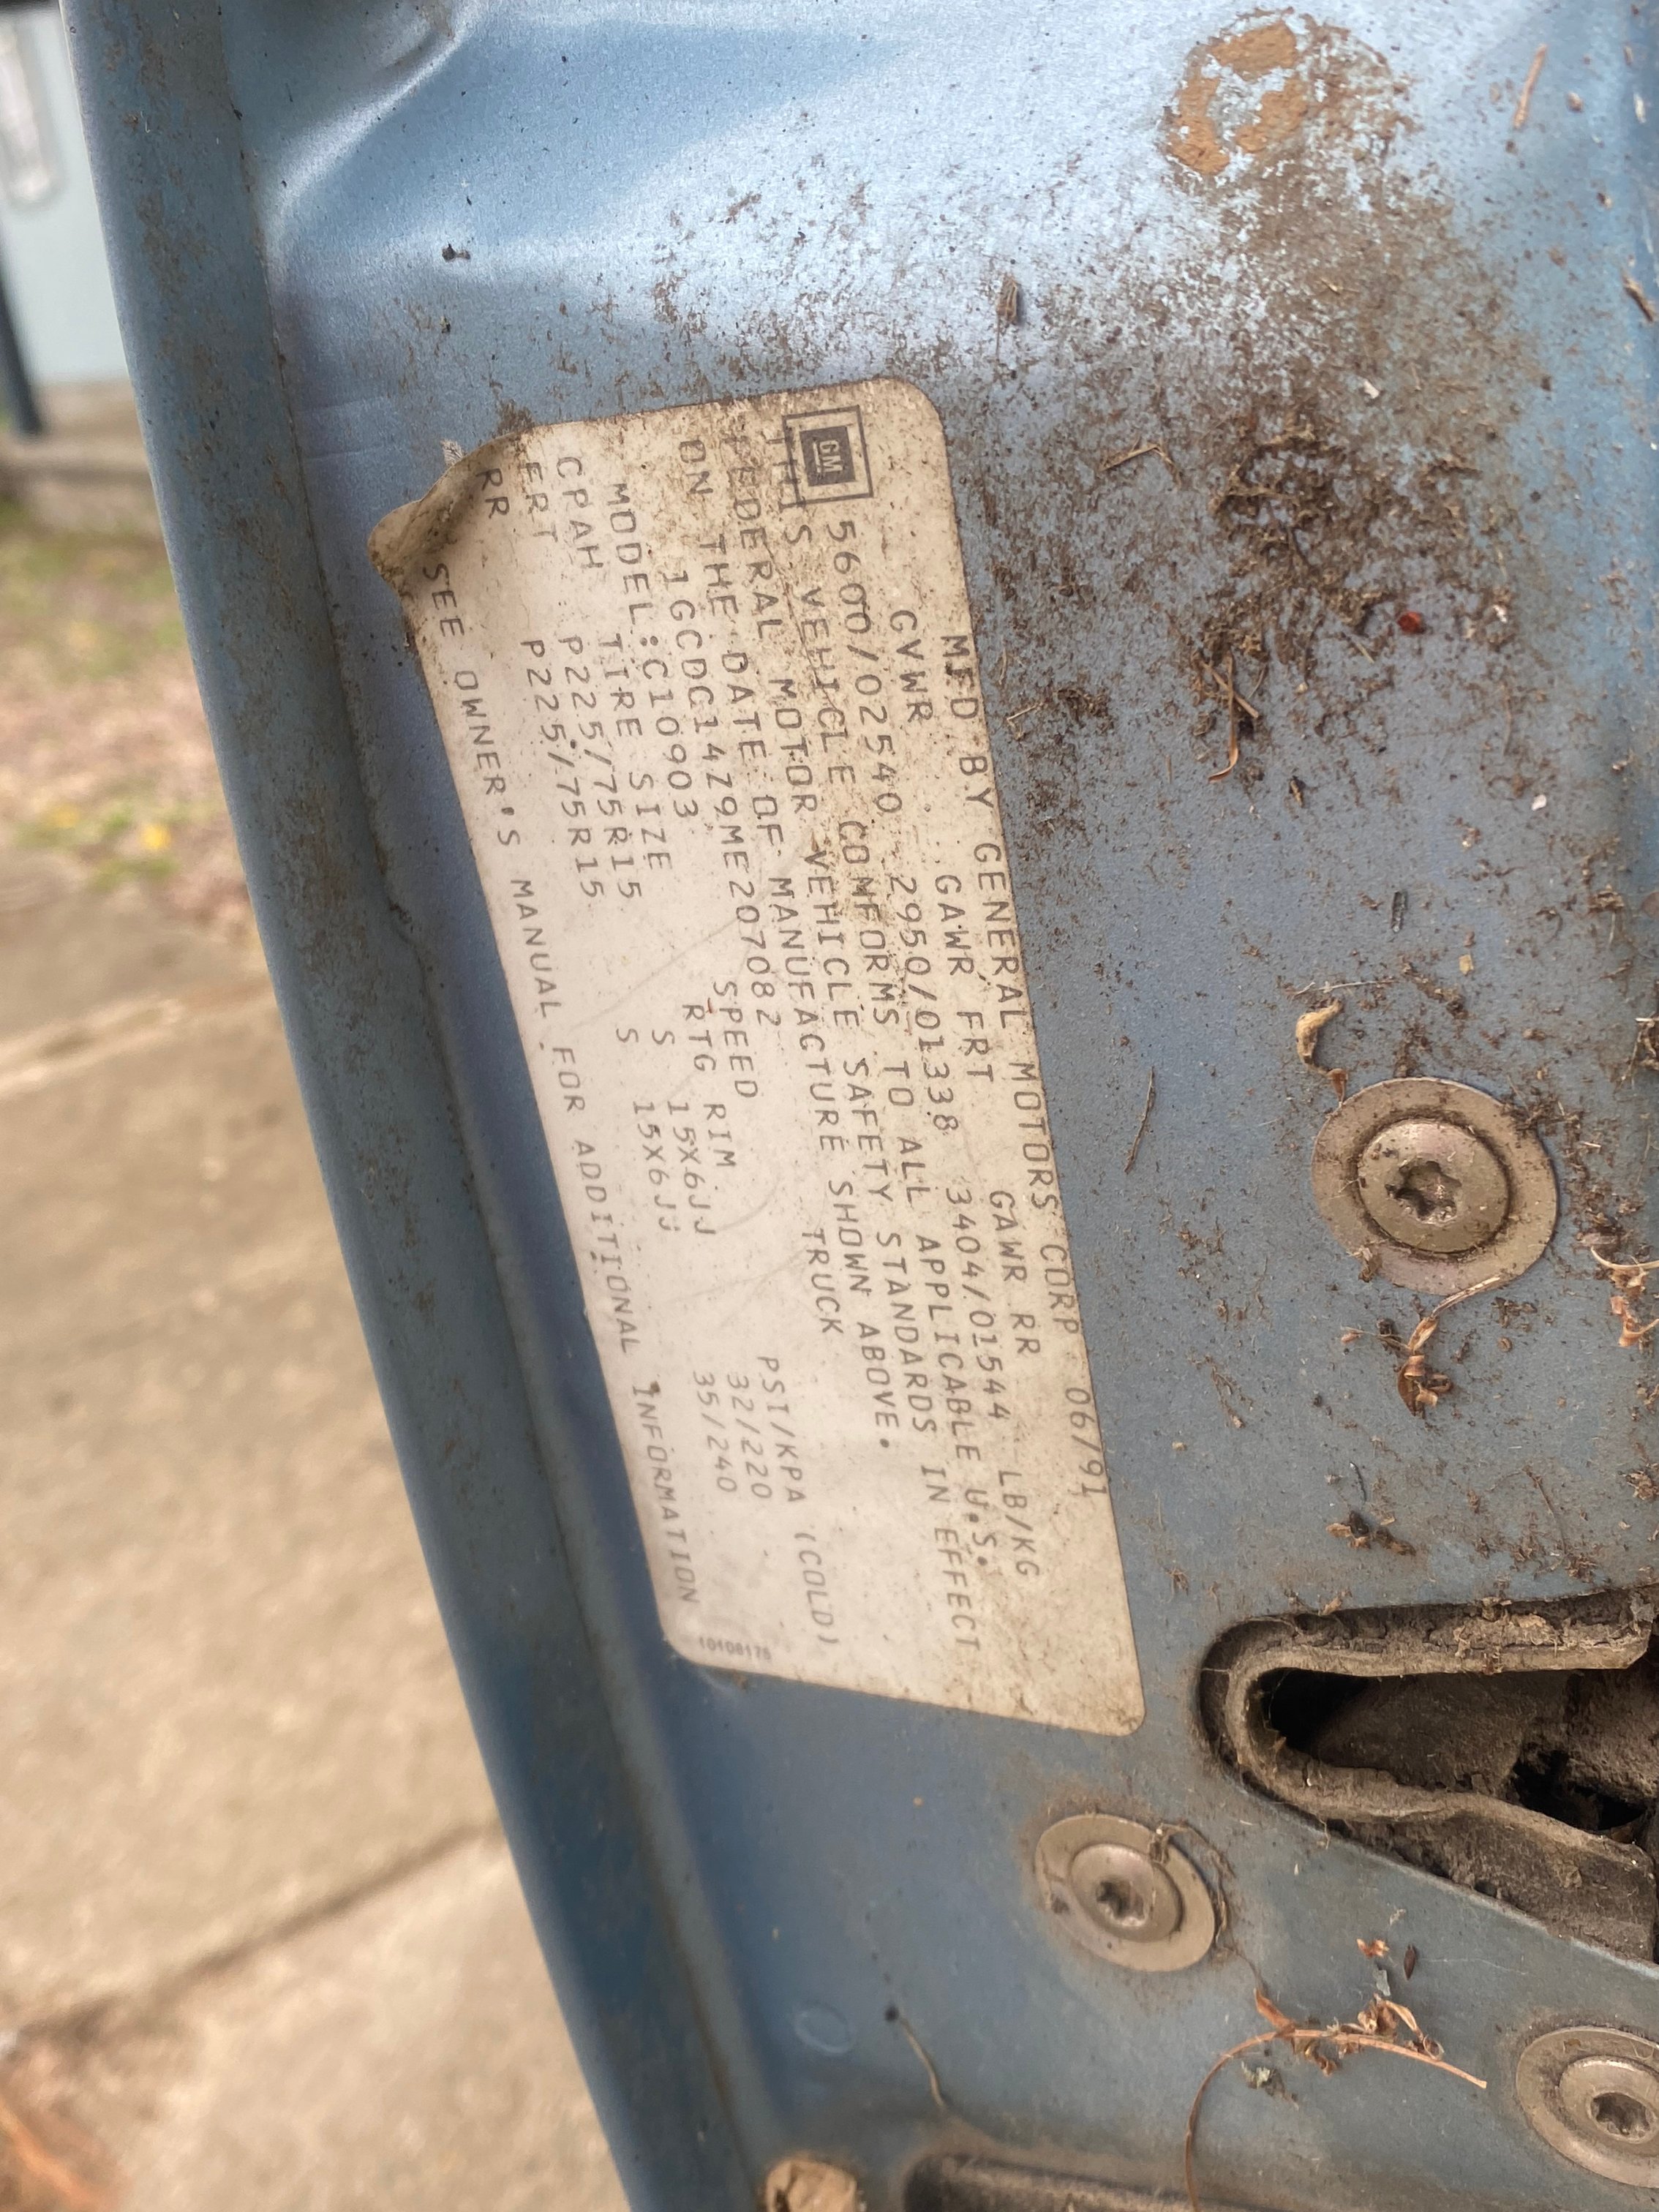 MFD BY GENERAL MOTORS CORP 06/91
GM
GVWR GAWR FRT GAWR RR
5600/02540 2950/01338 3404/01544 LB/KG
THIS VEHICLE CONFORMS TO ALL APPLICABLE U.S.
FEDERAL MOTOR VEHICLE SAFETY STANDARDS IN EFFECT
ON THE DATE OF MANUFACTURE SHOWN ABOVE.
1GCDC14Z9ME207082 TRUCK
MODEL:C10903 SPEED
TIRE SIZE RTG RIM PSI/KPA (COLD)
CPAH P225/75R15 S 15X6JJ 32/220
ERT P225/75R15 S 15X6JJ 35/240
RR
SEE OWNER'S MANUAL FOR ADDITIONAL INFORMATION